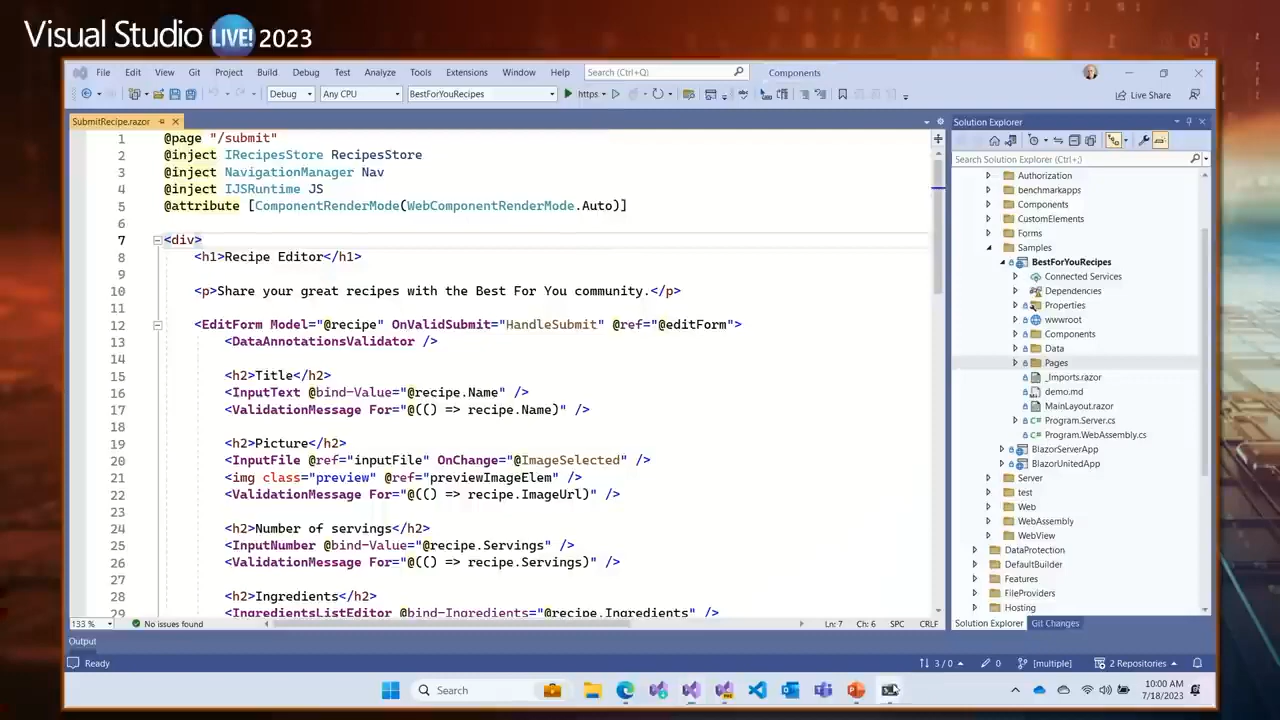 Visual Studio LIVE! 2023
File Edit View Git Project Build Debug Test Analyze Tools Extensions Window Help Search (Ctrl+Q) Components
Debug Any CPU BestForYouRecipes https Live Share
SubmitRecipe.razor
1 @page "/submit"
2 @inject IRecipesStore RecipesStore
3 @inject NavigationManager Nav
4 @inject IJSRuntime JS
5 @attribute [ComponentRenderMode(WebComponentRenderMode.Auto)]
6
7 <div>
8 <h1>Recipe Editor</h1>
9
10 <p>Share your great recipes with the Best For You community.</p>
11
12 <EditForm Model="@recipe" OnValidSubmit="HandleSubmit" @ref="@editForm">
13 <DataAnnotationsValidator />
14
15 <h2>Title</h2>
16 <InputText @bind-Value="@recipe.Name" />
17 <ValidationMessage For="@(() => recipe.Name)" />
18
19 <h2>Picture</h2>
20 <InputFile @ref="inputFile" OnChange="@ImageSelected" />
21 <img class="preview" @ref="previewImageElem" />
22 <ValidationMessage For="@(() => recipe.ImageUrl)" />
23
24 <h2>Number of servings</h2>
25 <InputNumber @bind-Value="@recipe.Servings" />
26 <ValidationMessage For="@(() => recipe.Servings)" />
27
28 <h2>Ingredients</h2>
29 <IngredientsListEditor @bind-Ingredients="@recipe.Ingredients" />
133 % No issues found Ln: 7 Ch: 6 SPC CRLF
Solution Explorer
Search Solution Explorer (Ctrl+;)
Authorization
benchmarkapps
Components
CustomElements
Forms
Samples
BestForYouRecipes
Connected Services
Dependencies
Properties
wwwroot
Components
Data
Pages
_Imports.razor
demo.md
MainLayout.razor
Program.Server.cs
Program.WebAssembly.cs
BlazorServerApp
BlazorUnitedApp
Server
test
Web
WebAssembly
WebView
DataProtection
DefaultBuilder
Features
FileProviders
Hosting
Solution Explorer Git Changes
Output
Ready 3 / 0 0 [multiple] 2 Repositories
Search 10:00 AM
7/18/2023